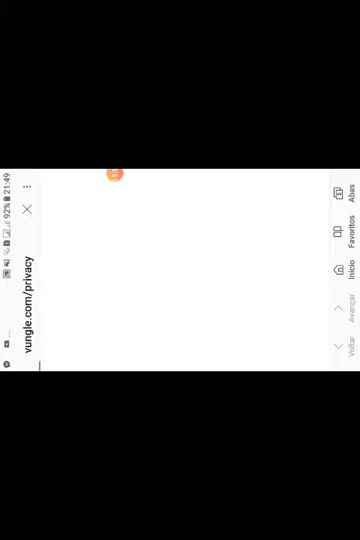 92% 21:49
vungle.com/privacy
Voltar
Avançar
Início
Favoritos
Abas